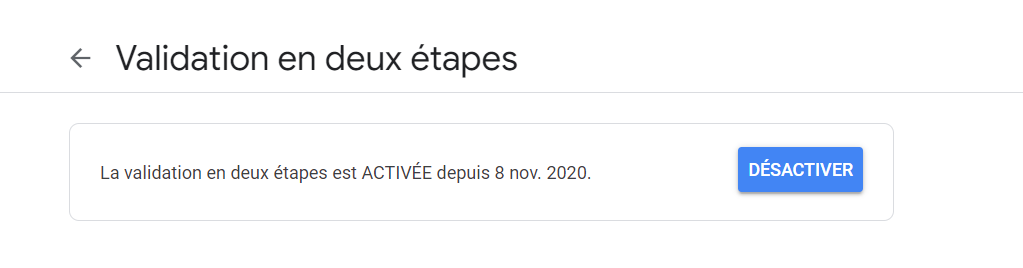 Validation en deux étapes
La validation en deux étapes est ACTIVÉE depuis 8 nov. 2020.
DÉSACTIVER